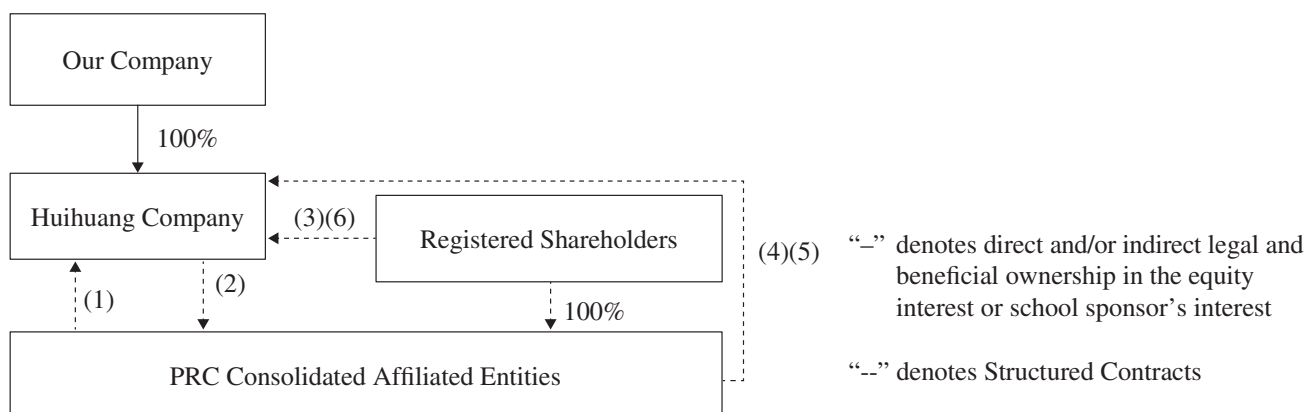 Our Company
100%
Huihuang Company
(3)(6)
Registered Shareholders
(4)(5)
(1)
(2)
100%
PRC Consolidated Affiliated Entities
“–” denotes direct and/or indirect legal and
beneficial ownership in the equity
interest or school sponsor’s interest
“--” denotes Structured Contracts